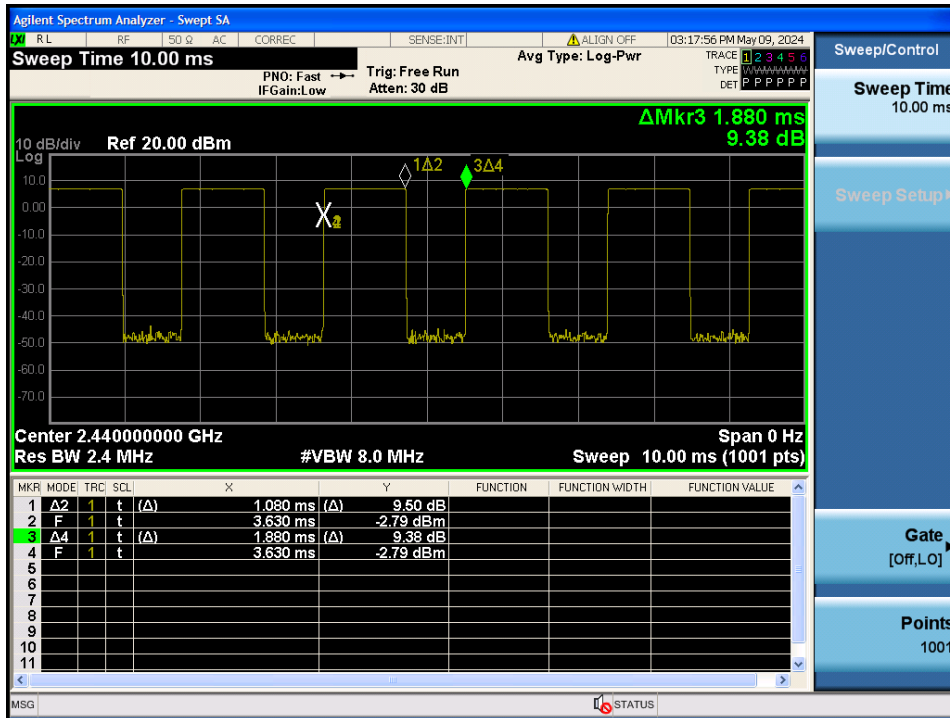 Agilent Spectrum Analyzer - Swept SA
LXI RL RF 50 Ω AC CORREC SENSE:INT ALIGN OFF 03:17:56 PM May 09, 2024
Sweep Time 10.00 ms
PNO: Fast
IFGain:Low
Trig: Free Run
Atten: 30 dB
Avg Type: Log-Pwr
TRACE 1 2 3 4 5 6
TYPE WWWWWW
DET P P P P P P
Sweep/Control
Sweep Time
10.00 ms
Sweep Setup
Gate
[Off,LO]
Points
1001
ΔMkr3 1.880 ms
9.38 dB
10 dB/div
Log
Ref 20.00 dBm
10.0
0.00
-10.0
-20.0
-30.0
-40.0
-50.0
-60.0
-70.0
1Δ2
3Δ4
Center 2.440000000 GHz
Span 0 Hz
Res BW 2.4 MHz
#VBW 8.0 MHz
Sweep 10.00 ms (1001 pts)
MKR MODE TRC SCL X Y FUNCTION FUNCTION WIDTH FUNCTION VALUE
1 Δ2 1 t (Δ) 1.080 ms (Δ) 9.50 dB
2 F 1 t 3.630 ms -2.79 dBm
3 Δ4 1 t (Δ) 1.880 ms (Δ) 9.38 dB
4 F 1 t 3.630 ms -2.79 dBm
5
6
7
8
9
10
11
MSG
STATUS